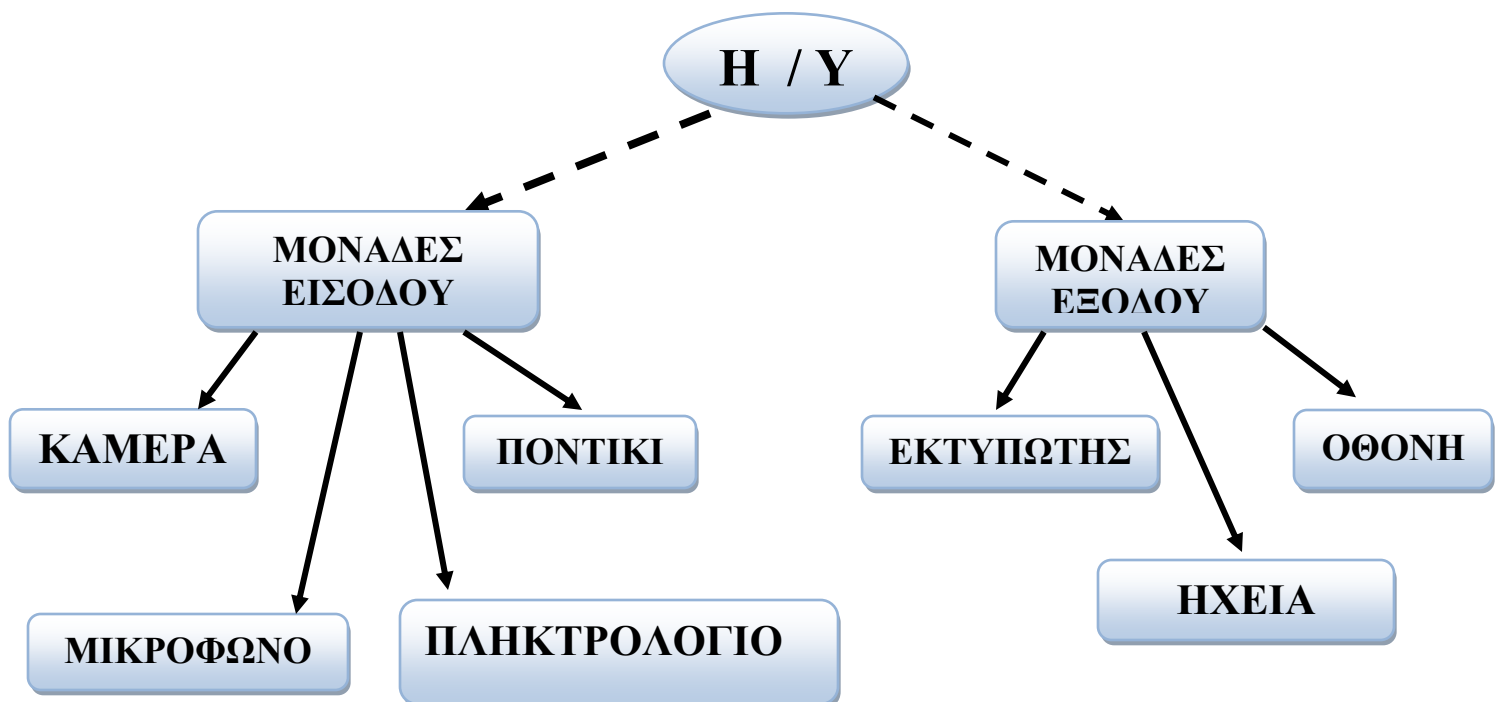 Η / Υ
ΜΟΝΑΔΕΣ
ΕΙΣΟΔΟΥ
ΜΟΝΑΔΕΣ
ΕΞΟΔΟΥ
ΚΑΜΕΡΑ
ΠΟΝΤΙΚΙ
ΕΚΤΥΠΩΤΗΣ
ΟΘΟΝΗ
ΜΙΚΡΟΦΩΝΟ
ΠΛΗΚΤΡΟΛΟΓΙΟ
ΗΧΕΙΑ